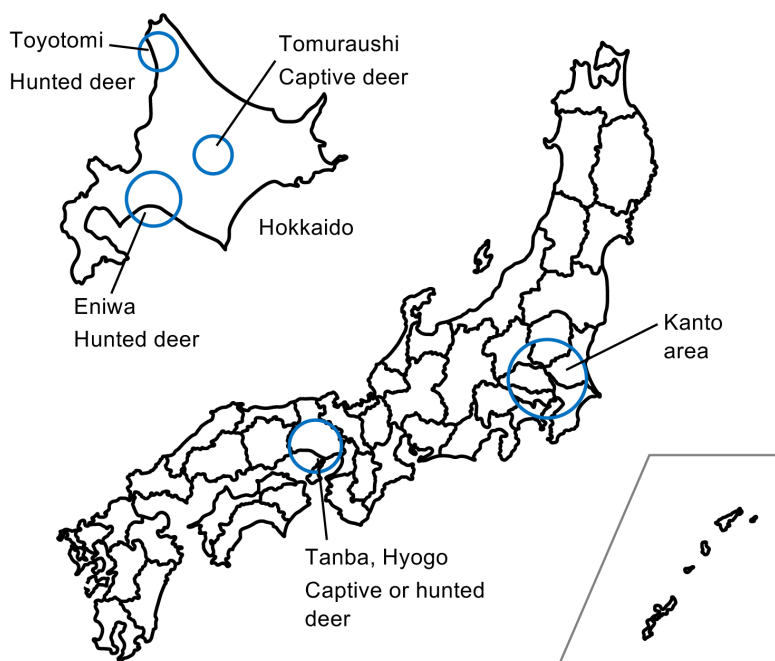 Toyotomi
Hunted deer
Tomuraushi
Captive deer
Hokkaido
Eniwa
Hunted deer
Kanto
area
Tanba, Hyogo
Captive or hunted
deer